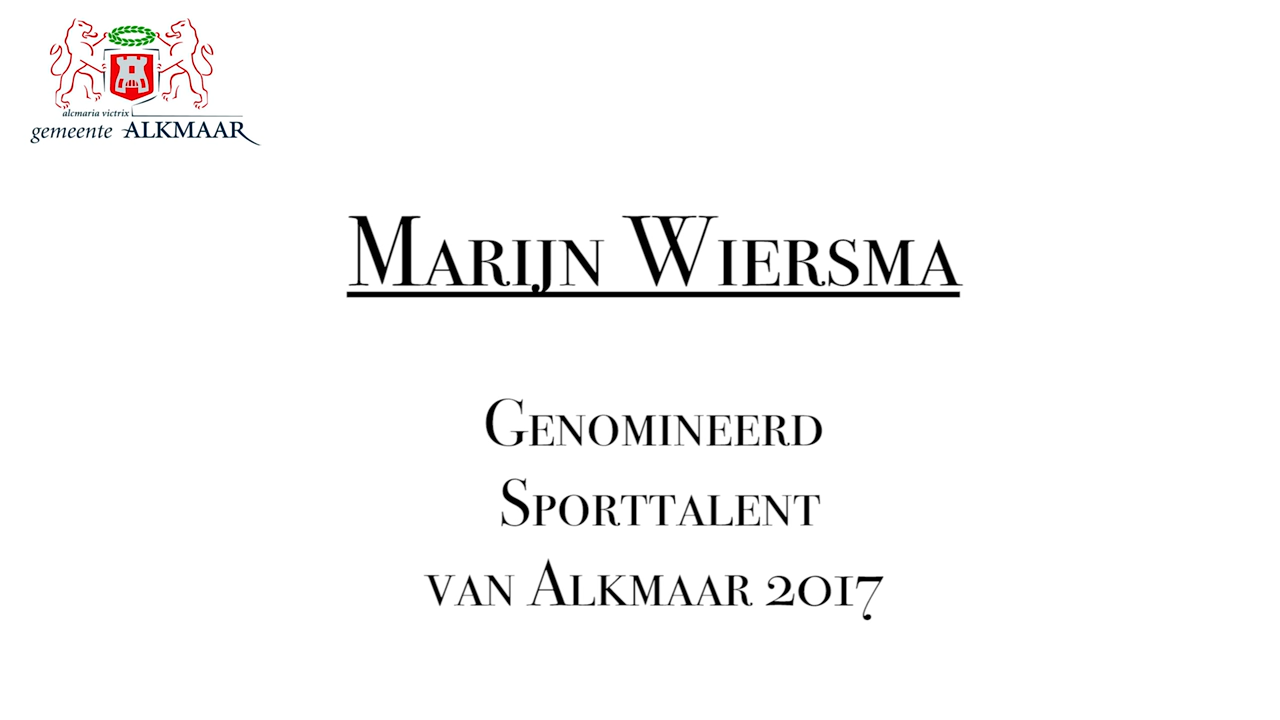 alcmaria victrix
gemeente ALKMAAR
Marijn Wiersma
Genomineerd
Sporttalent
van Alkmaar 2017